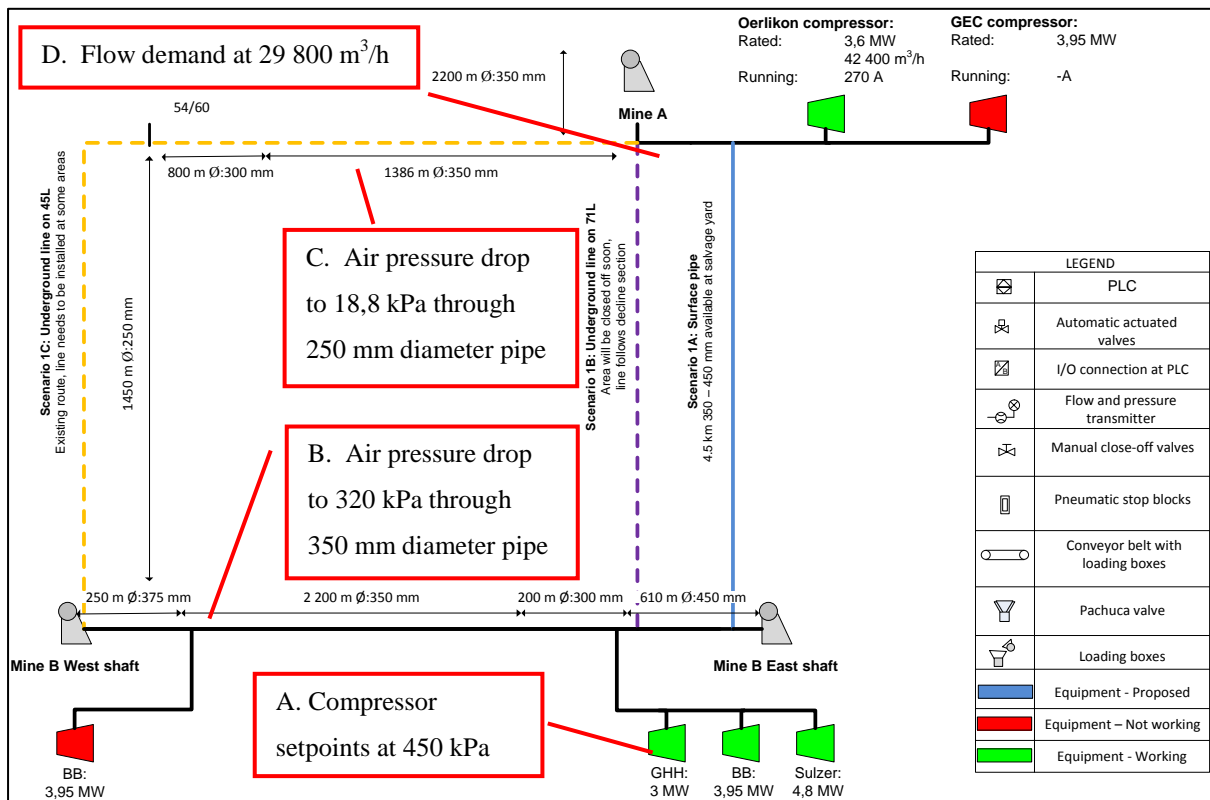 Oerlikon compressor:
Rated: 3,6 MW
42 400 m³/h
Running: 270 A
GEC compressor:
Rated: 3,95 MW
Running: -A
D. Flow demand at 29 800 m³/h
2200 m Ø:350 mm
Mine A
54/60
800 m Ø:300 mm
1386 m Ø:350 mm
Scenario 1C: Underground line on 45L
Existing route, line needs to be installed at some areas
1450 m Ø:250 mm
C. Air pressure drop
to 18,8 kPa through
250 mm diameter pipe
Scenario 1B: Underground line on 71L
Area will be closed off soon,
line follows decline section
Scenario 1A: Surface pipe
4.5 km 350 – 450 mm available at salvage yard
B. Air pressure drop
to 320 kPa through
350 mm diameter pipe
250 m Ø:375 mm
2 200 m Ø:350 mm
200 m Ø:300 mm
610 m Ø:450 mm
Mine B West shaft
Mine B East shaft
A. Compressor
setpoints at 450 kPa
BB:
3,95 MW
GHH:
3 MW
BB:
3,95 MW
Sulzer:
4,8 MW
LEGEND
PLC
Automatic actuated
valves
I/O connection at PLC
Flow and pressure
transmitter
Manual close-off valves
Pneumatic stop blocks
Conveyor belt with
loading boxes
Pachuca valve
Loading boxes
Equipment - Proposed
Equipment – Not working
Equipment - Working